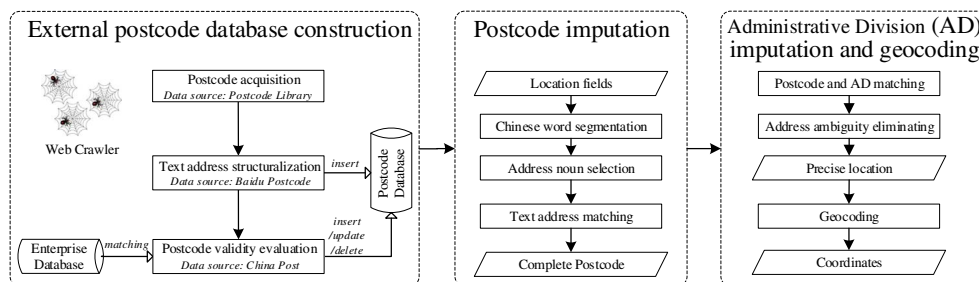 External postcode database construction
Postcode acquisition
Data source: Postcode Library
Web Crawler
Text address structuralization
Data source: Baidu Postcode
insert
Postcode
Database
Enterprise
Database
matching
Postcode validity evaluation
Data source: China Post
insert
/update
/delete
Postcode imputation
Location fields
Chinese word segmentation
Address noun selection
Text address matching
Complete Postcode
Administrative Division (AD)
imputation and geocoding
Postcode and AD matching
Address ambiguity eliminating
Precise location
Geocoding
Coordinates